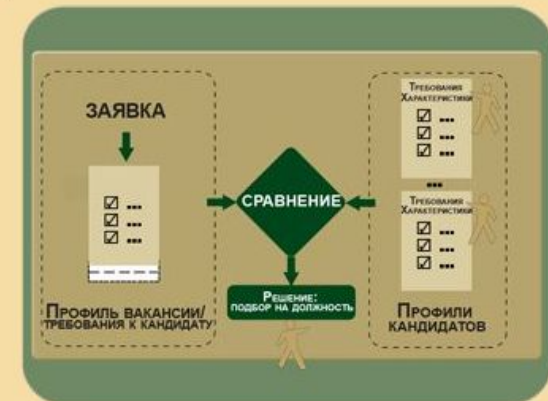 ЗАЯВКА
☑ ...
☑ ...
☑ ...
ПРОФИЛЬ ВАКАНСИИ/
ТРЕБОВАНИЯ К КАНДИДАТУ
СРАВНЕНИЕ
РЕШЕНИЕ:
ПОДБОР НА ДОЛЖНОСТЬ
ТРЕБОВАНИЯ
ХАРАКТЕРИСТИКИ
☑ ...
☑ ...
☑ ...
...
ТРЕБОВАНИЯ
ХАРАКТЕРИСТИКИ
☑ ...
☑ ...
☑ ...
ПРОФИЛИ
КАНДИДАТОВ